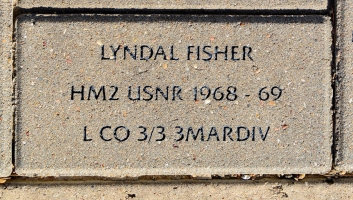 LYNDAL FISHER
HM2 USNR 1968 - 69
L CO 3/3 3MARDIV